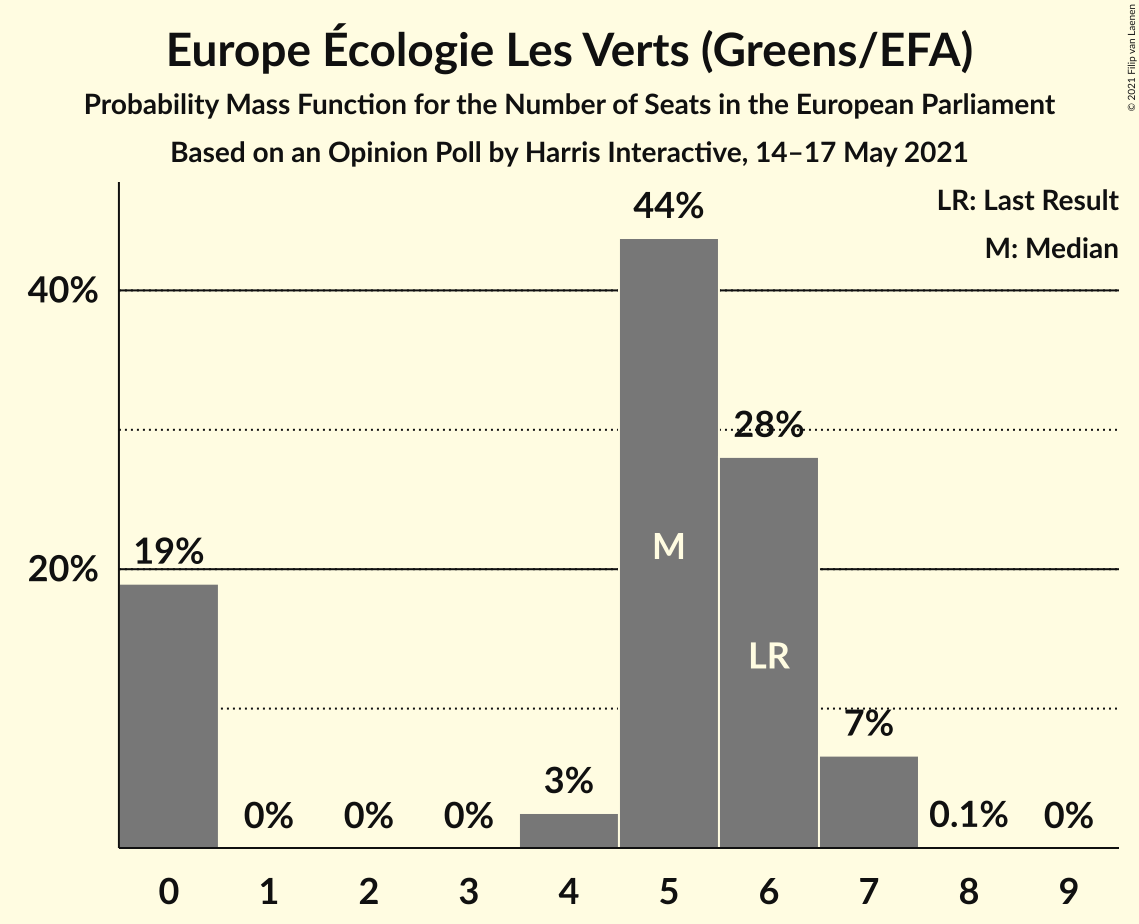 Europe Écologie Les Verts (Greens/EFA)
Probability Mass Function for the Number of Seats in the European Parliament
Based on an Opinion Poll by Harris Interactive, 14–17 May 2021
© 2021 Filip van Laenen
LR: Last Result
M: Median
44%
40%
28%
19%
20%
M
LR
7%
3%
0%
0%
0%
0.1%
0%
0 1 2 3 4 5 6 7 8 9